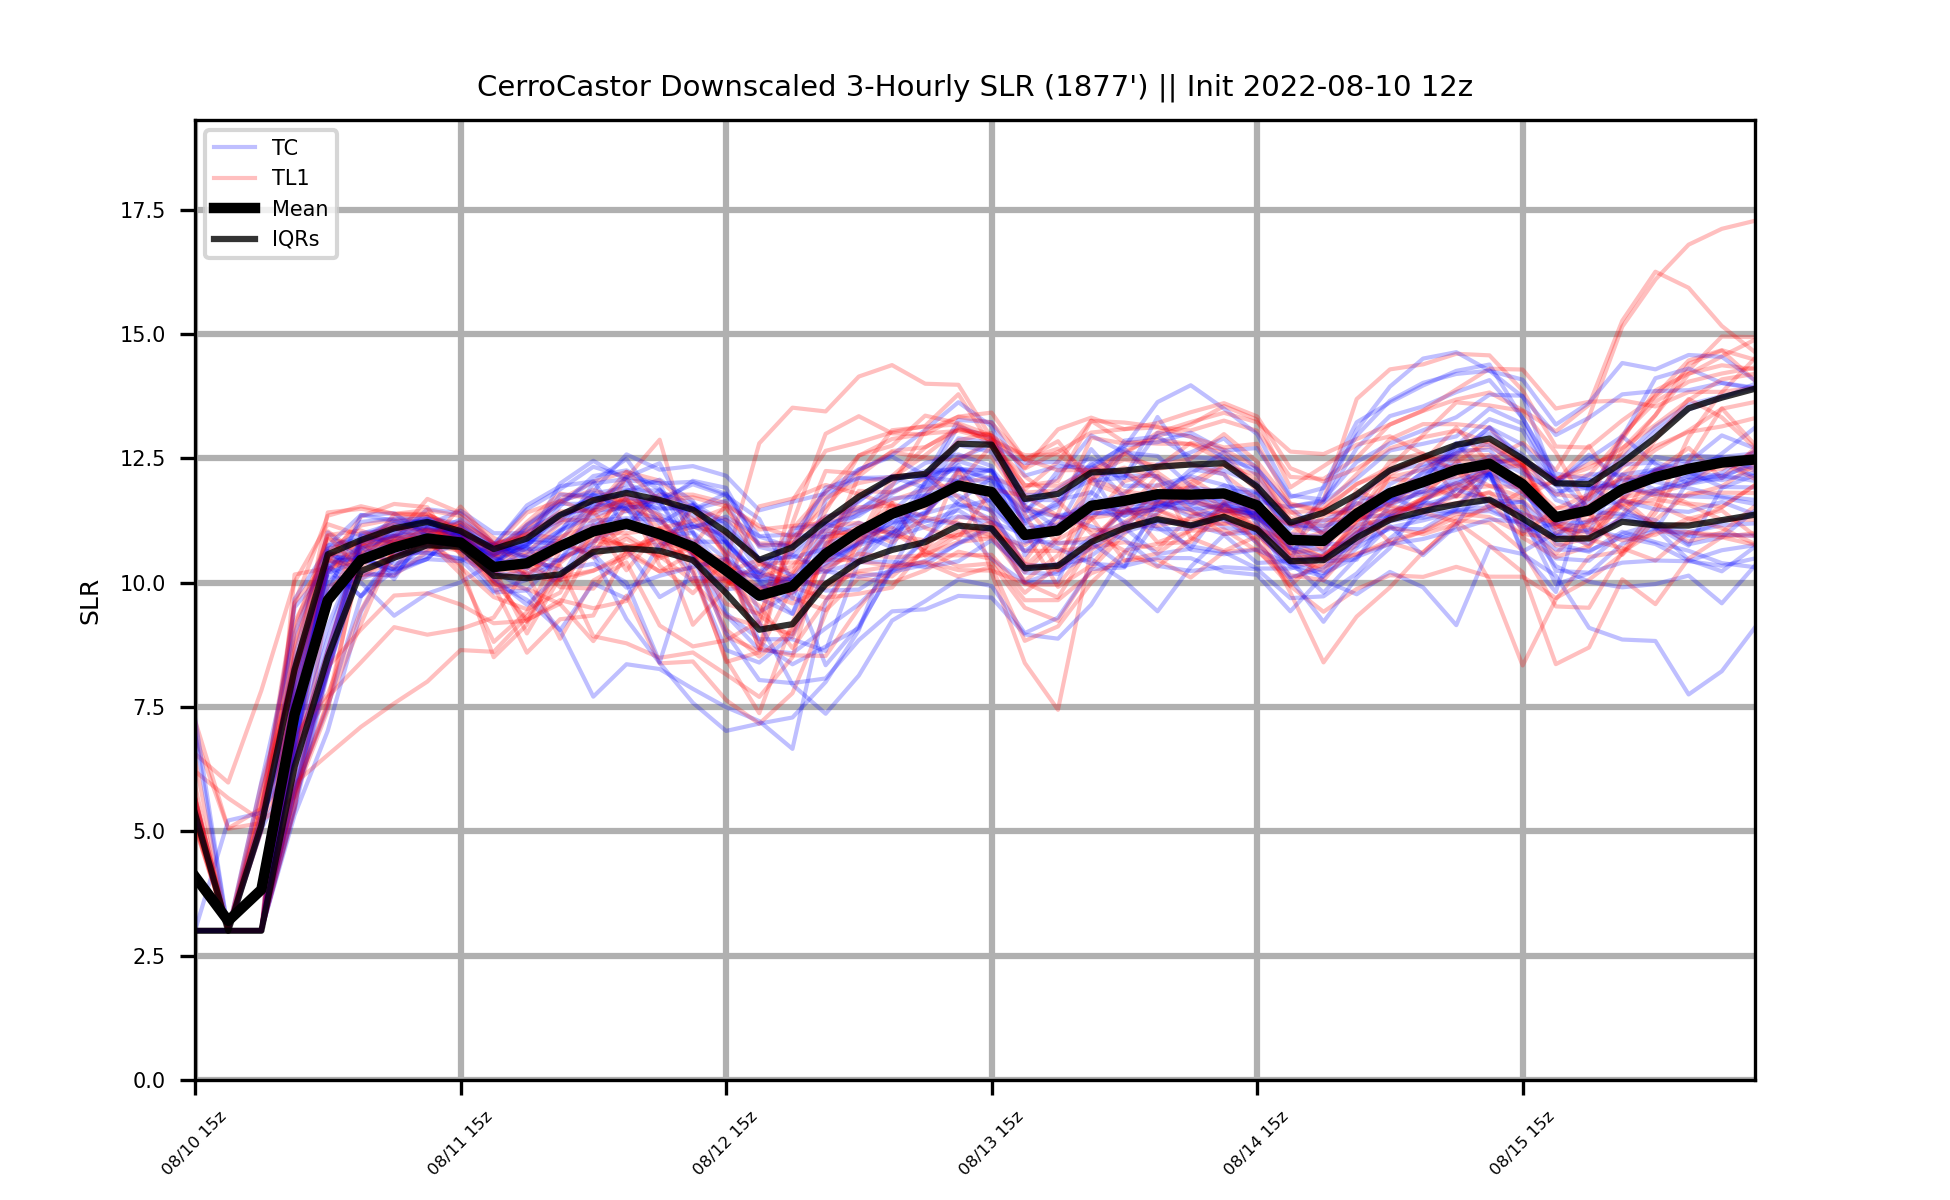 CerroCastor Downscaled 3-Hourly SLR (1877') || Init 2022-08-10 12z
TC
TL1
Mean
IQRs
SLR
17.5
15.0
12.5
10.0
7.5
5.0
2.5
0.0
08/10 15z
08/11 15z
08/12 15z
08/13 15z
08/14 15z
08/15 15z